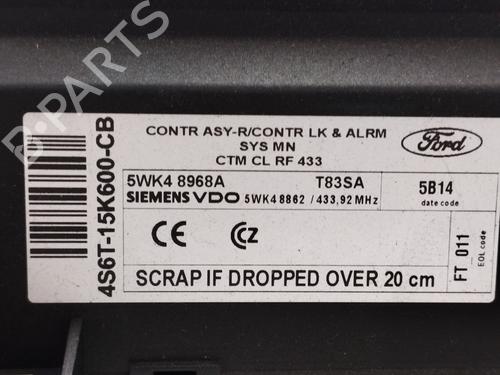 B-PARTS
4S6T-15K600-CB
CONTR ASY-R/CONTR LK & ALRM
SYS MN
CTM CL RF 433
Ford
5WK4 8968A T83SA
SIEMENS VDO 5WK4 8862 / 433,92 MHz
5B14
date code
CE CZ
FT_011
EOL code
SCRAP IF DROPPED OVER 20 cm